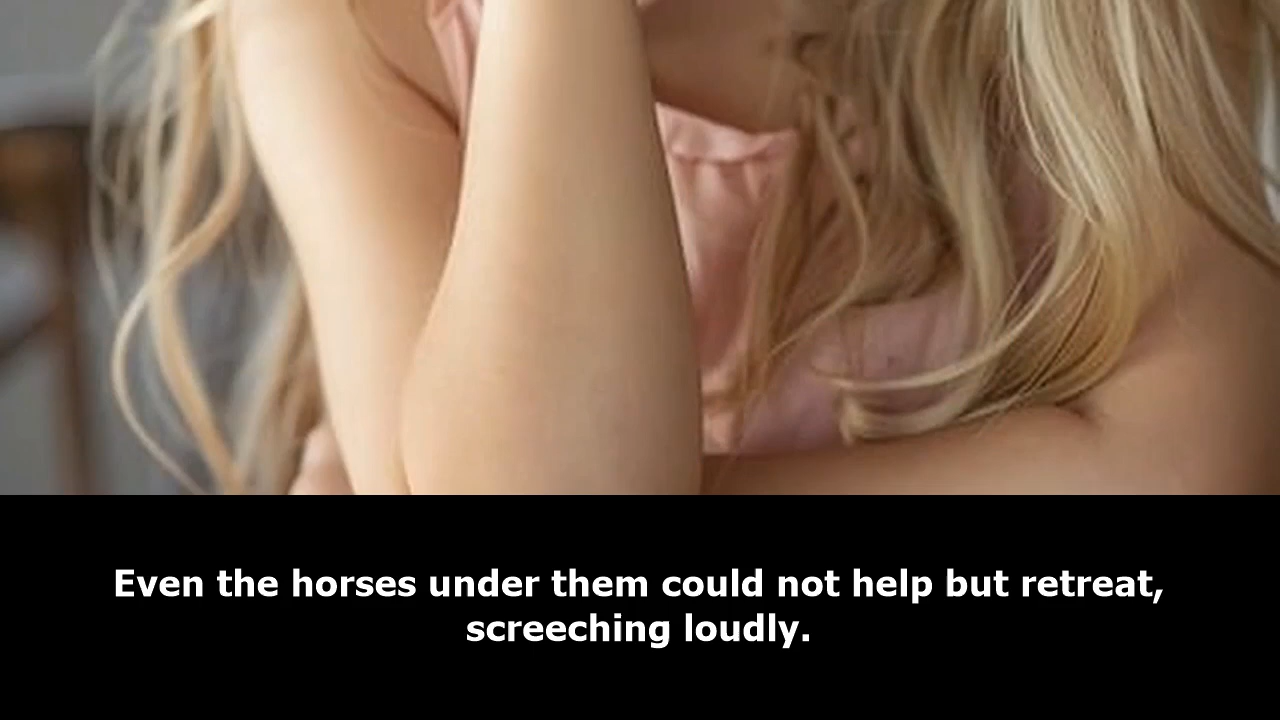 Even the horses under them could not help but retreat,
screeching loudly.